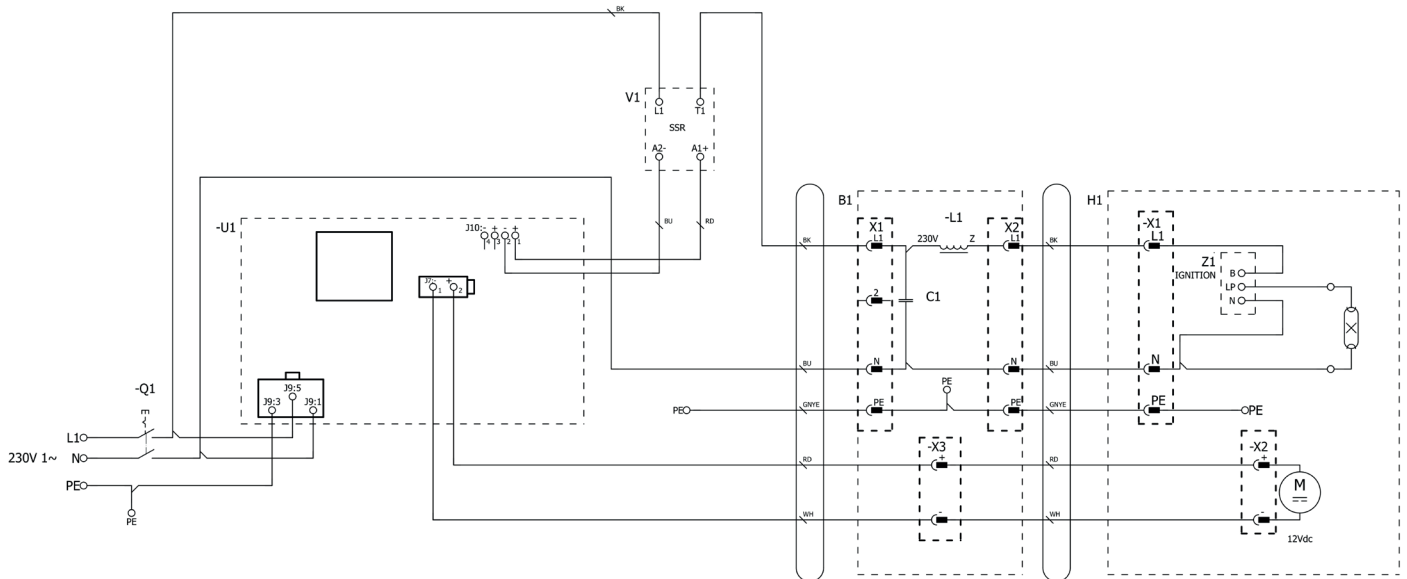 BK
V1
L1
T1
SSR
A2-
A1+
BU
RD
-U1
J10:- + - +
4 3 2 1
J7:- +
1 2
J9:5
J9:3
J9:1
-Q1
E
L1
230V 1~ N
PE
PE
B1
X1
L1
2
N
PE
-L1
230V Z
C1
X2
L1
N
PE
PE
PE
BK
BU
GNYE
RD
WH
-X3
+
-
BK
BU
GNYE
RD
WH
H1
-X1
L1
N
PE
Z1
IGNITION
B
LP
N
PE
-X2
+
-
M
12Vdc